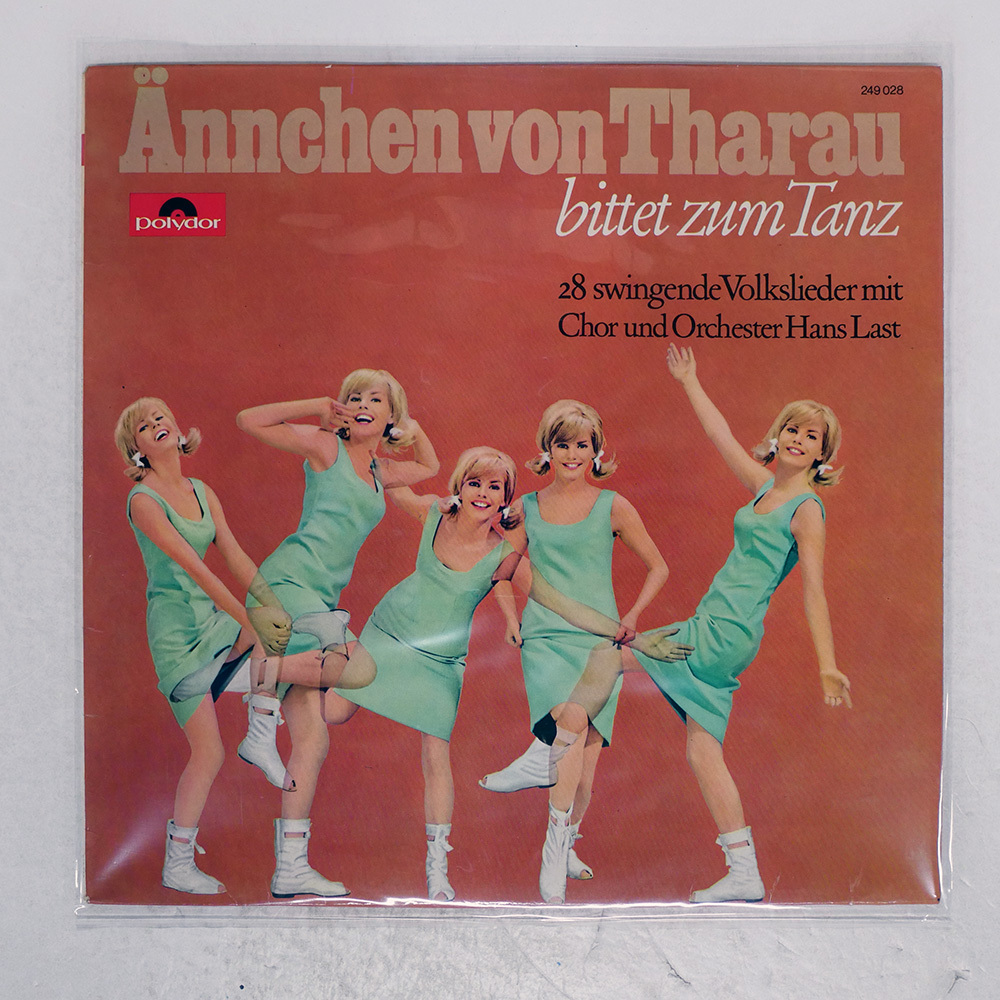 249 028
Ännchen von Tharau
bittet zum Tanz
polydor
28 swingende Volkslieder mit
Chor und Orchester Hans Last